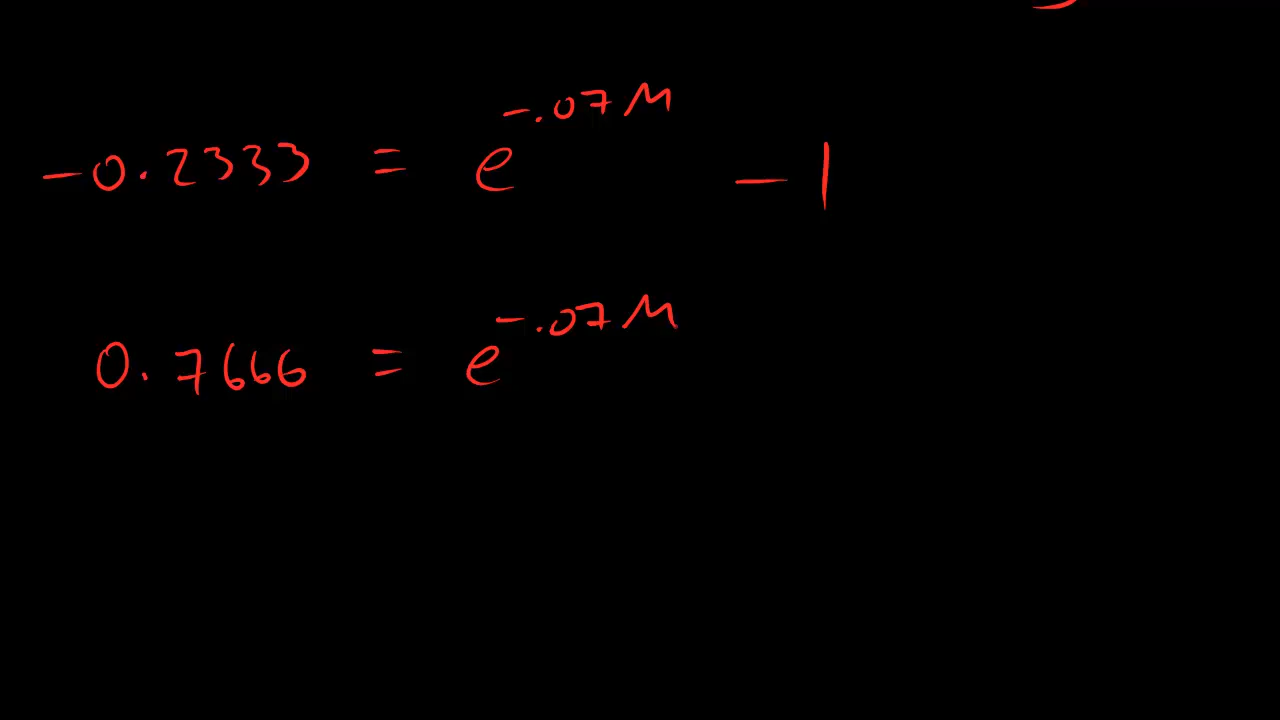 -0.2333 = e^{-.07M} - 1
0.7666 = e^{-.07M}